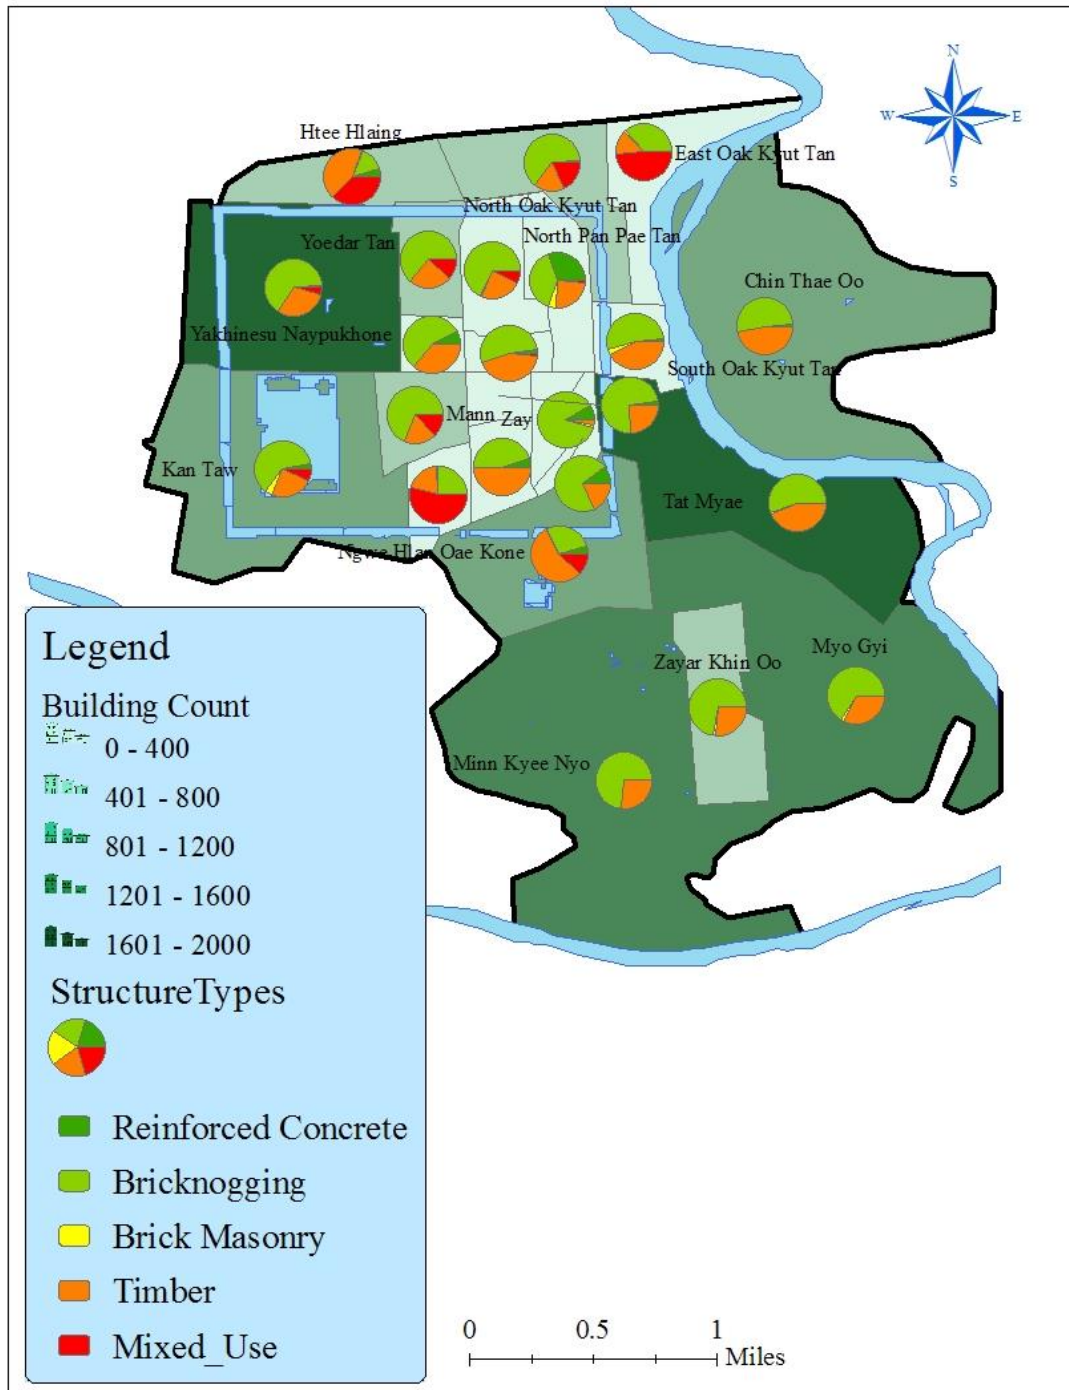 N
W
E
S
Htee Hlaing
East Oak Kyut Tan
North Oak Kyut Tan
Yoedar Tan
North Pan Pae Tan
Chin Thae Oo
Yakhinesu Naypukhone
South Oak Kyut Tan
Mann
Zay
Kan Taw
Tat Myae
Ngwe Hlan Oae Kone
Zayar Khin Oo
Myo Gyi
Minn Kyee Nyo
Legend
Building Count
0 - 400
401 - 800
801 - 1200
1201 - 1600
1601 - 2000
StructureTypes
Reinforced Concrete
Bricknogging
Brick Masonry
Timber
Mixed_Use
0 0.5 1
Miles